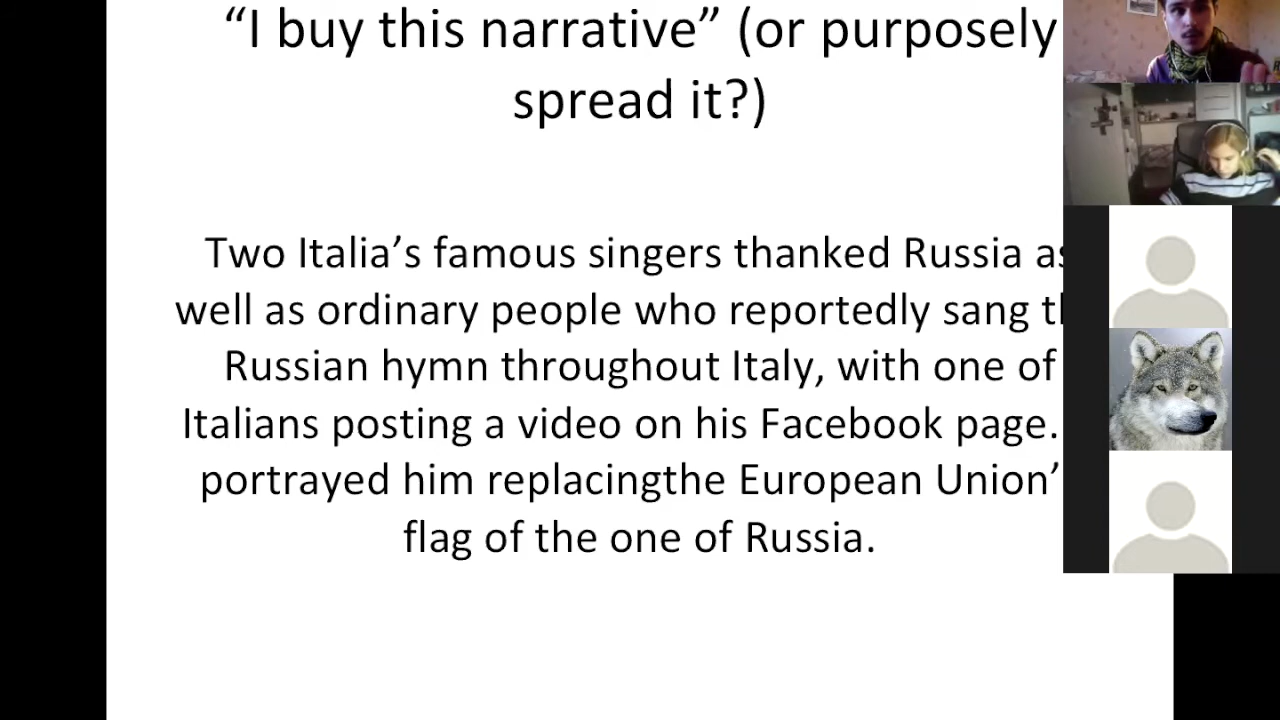 “I buy this narrative” (or purposely
spread it?)
Two Italia’s famous singers thanked Russia as
well as ordinary people who reportedly sang
Russian hymn throughout Italy, with one of
Italians posting a video on his Facebook page.
portrayed him replacingthe European Union’
flag of the one of Russia.